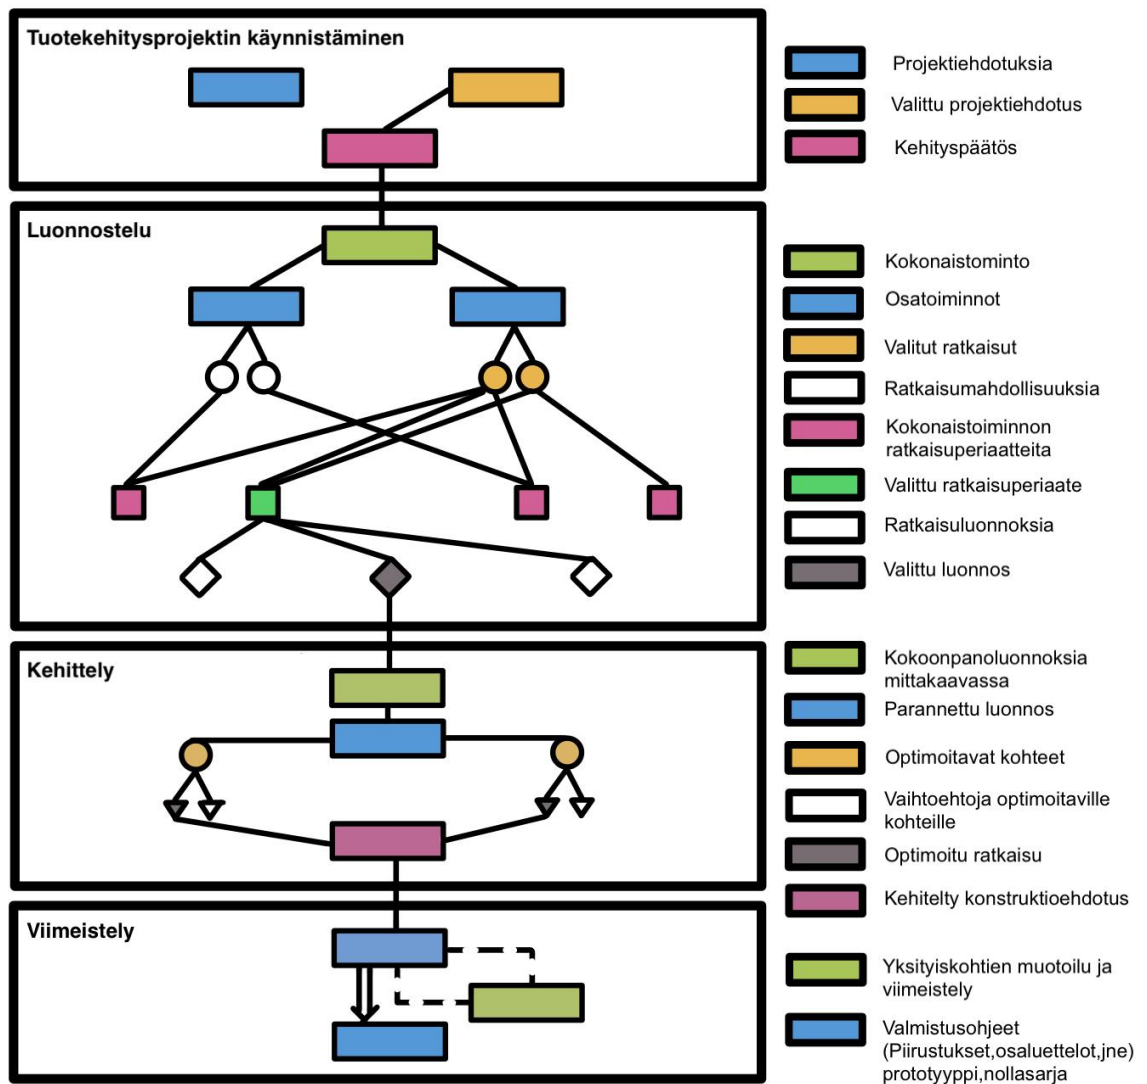 Tuotekehitysprojektin käynnistäminen
Projektiehdotuksia
Valittu projektiehdotus
Kehityspäätös
Luonnostelu
Kokonaistominto
Osatoiminnot
Valitut ratkaisut
Ratkaisumahdollisuuksia
Kokonaistoiminnon
ratkaisuperiaatteita
Valittu ratkaisuperiaate
Ratkaisuluonnoksia
Valittu luonnos
Kehittely
Kokoonpanoluonnoksia
mittakaavassa
Parannettu luonnos
Optimoitavat kohteet
Vaihtoehtoja optimoitaville
kohteille
Optimoitu ratkaisu
Kehitelty konstruktioehdotus
Viimeistely
Yksityiskohtien muotoilu ja
viimeistely
Valmistusohjeet
(Piirustukset,osaluettelot,jne)
prototyyppi,nollasarja